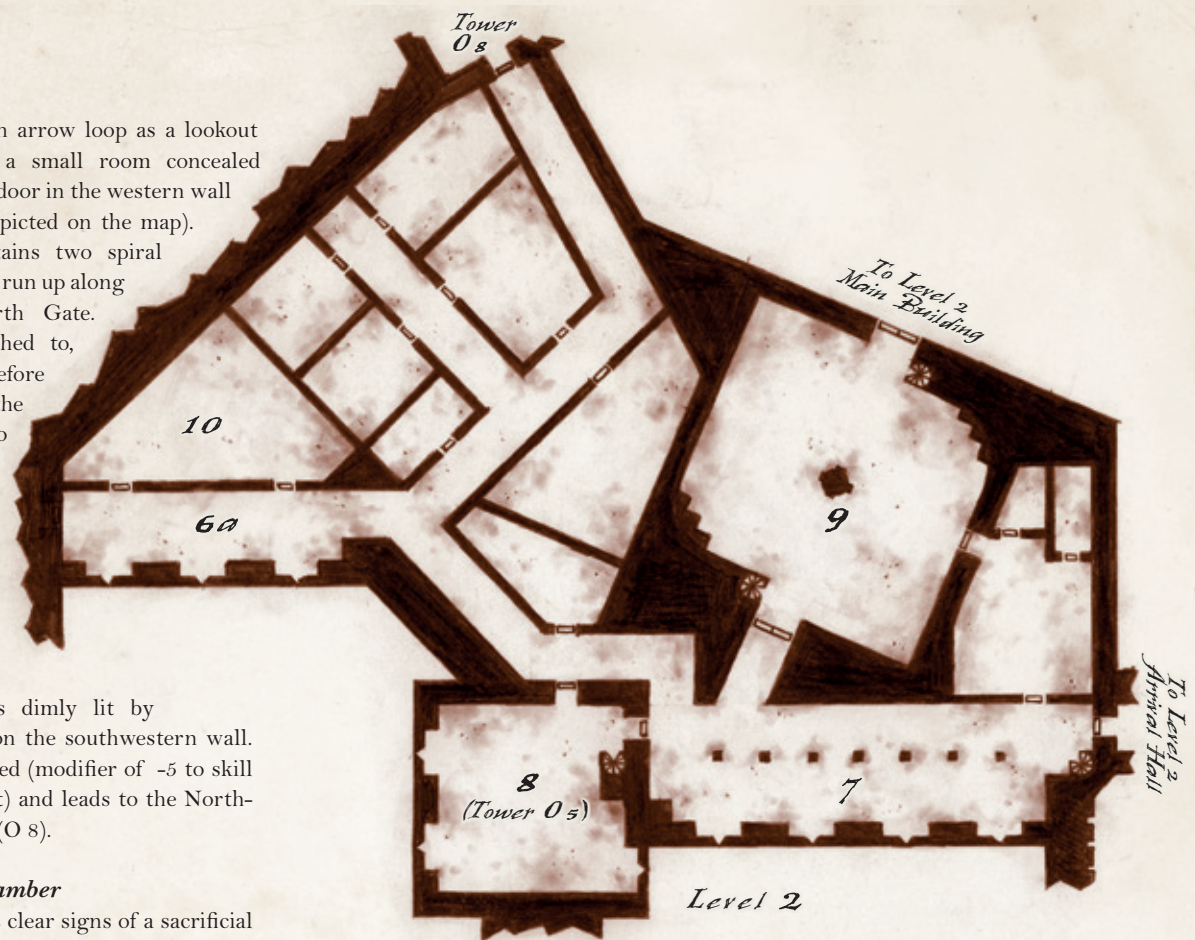 Tower
O 8
n arrow loop as a lookout
a small room concealed
door in the western wall
picted on the map).
tains two spiral
run up along
rth Gate.
hed to,
efore
he
o
To Level 2
Main Building
10
6a
9
To Level 2
Arrival Hall
s dimly lit by
on the southwestern wall.
ed (modifier of -5 to skill
t) and leads to the North-
(O 8).
8
(Tower O 5)
7
amber
s clear signs of a sacrificial
Level 2